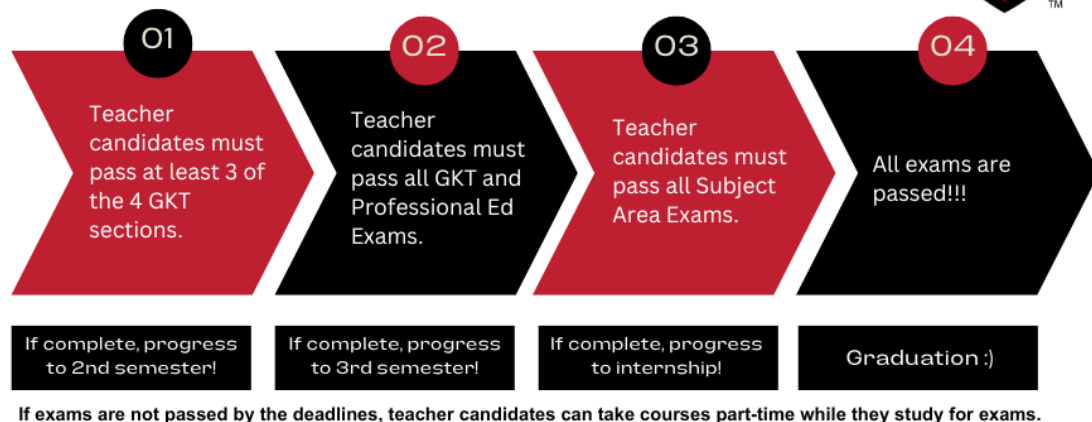 TM
01
Teacher
candidates must
pass at least 3 of
the 4 GKT
sections.
02
Teacher
candidates must
pass all GKT and
Professional Ed
Exams.
03
Teacher
candidates must
pass all Subject
Area Exams.
04
All exams are
passed!!!
If complete, progress
to 2nd semester!
If complete, progress
to 3rd semester!
If complete, progress
to internship!
Graduation :)
If exams are not passed by the deadlines, teacher candidates can take courses part-time while they study for exams.